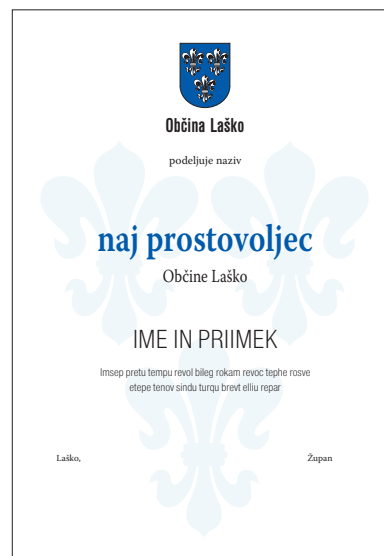 Občina Laško
podeljuje naziv
naj prostovoljec
Občine Laško
IME IN PRIIMEK
Imsep pretu tempu revol bileg rokam revoc tephe rosve
etepe tenov sindu turqu brevt elliu repar
Laško,
Župan